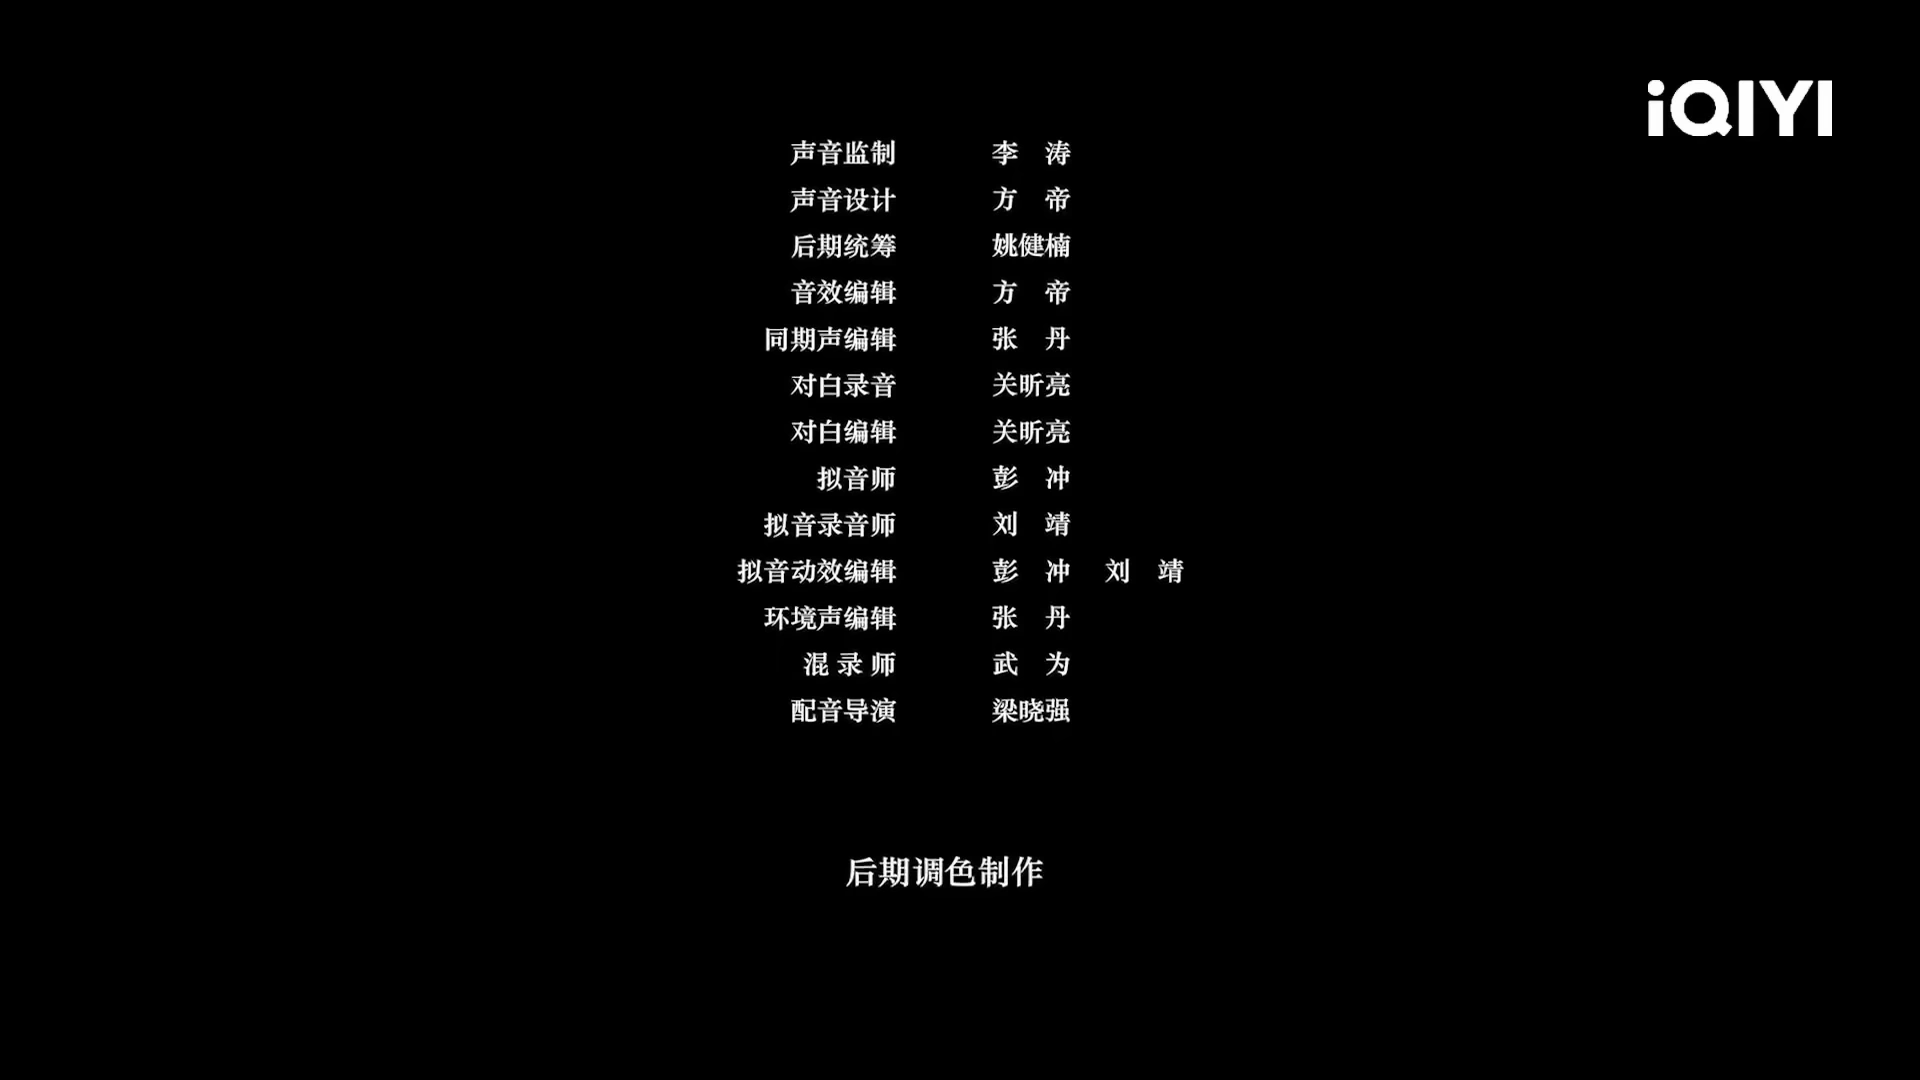 iQIYI
声音监制 李 涛
声音设计 方 帝
后期统筹 姚健楠
音效编辑 方 帝
同期声编辑 张 丹
对白录音 关昕亮
对白编辑 关昕亮
拟音师 彭 冲
拟音录音师 刘 靖
拟音动效编辑 彭 冲 刘 靖
环境声编辑 张 丹
混 录 师 武 为
配音导演 梁晓强
后期调色制作